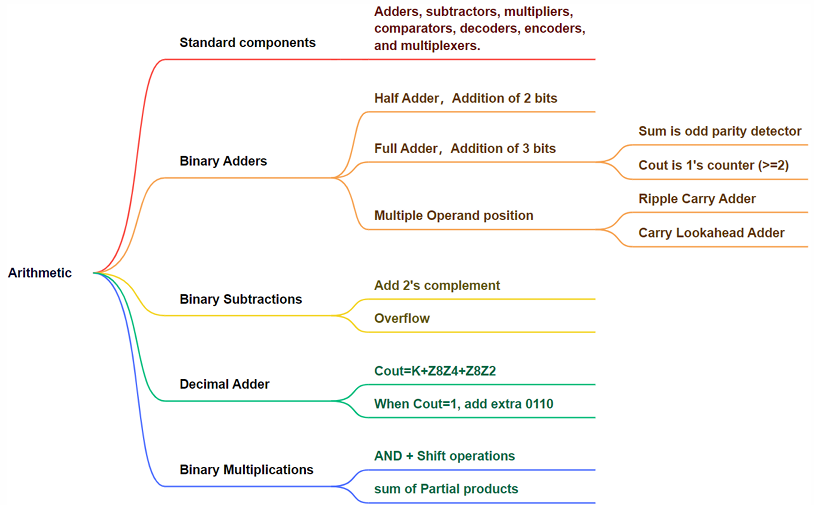 Arithmetic
Standard components
Adders, subtractors, multipliers,
comparators, decoders, encoders,
and multiplexers.
Binary Adders
Half Adder，Addition of 2 bits
Full Adder，Addition of 3 bits
Sum is odd parity detector
Cout is 1's counter (>=2)
Multiple Operand position
Ripple Carry Adder
Carry Lookahead Adder
Binary Subtractions
Add 2's complement
Overflow
Decimal Adder
Cout=K+Z8Z4+Z8Z2
When Cout=1, add extra 0110
Binary Multiplications
AND + Shift operations
sum of Partial products